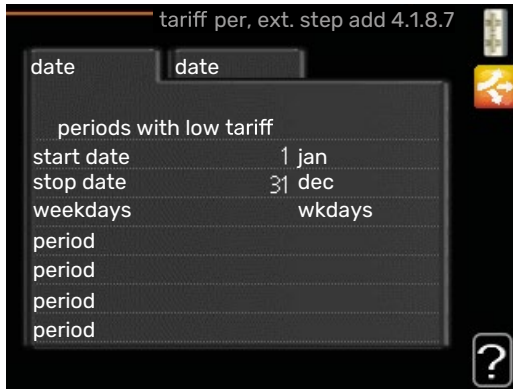 tariff per, ext. step add 4.1.8.7
date date
periods with low tariff
start date 1 jan
stop date 31 dec
weekdays wkdays
period
period
period
period
?